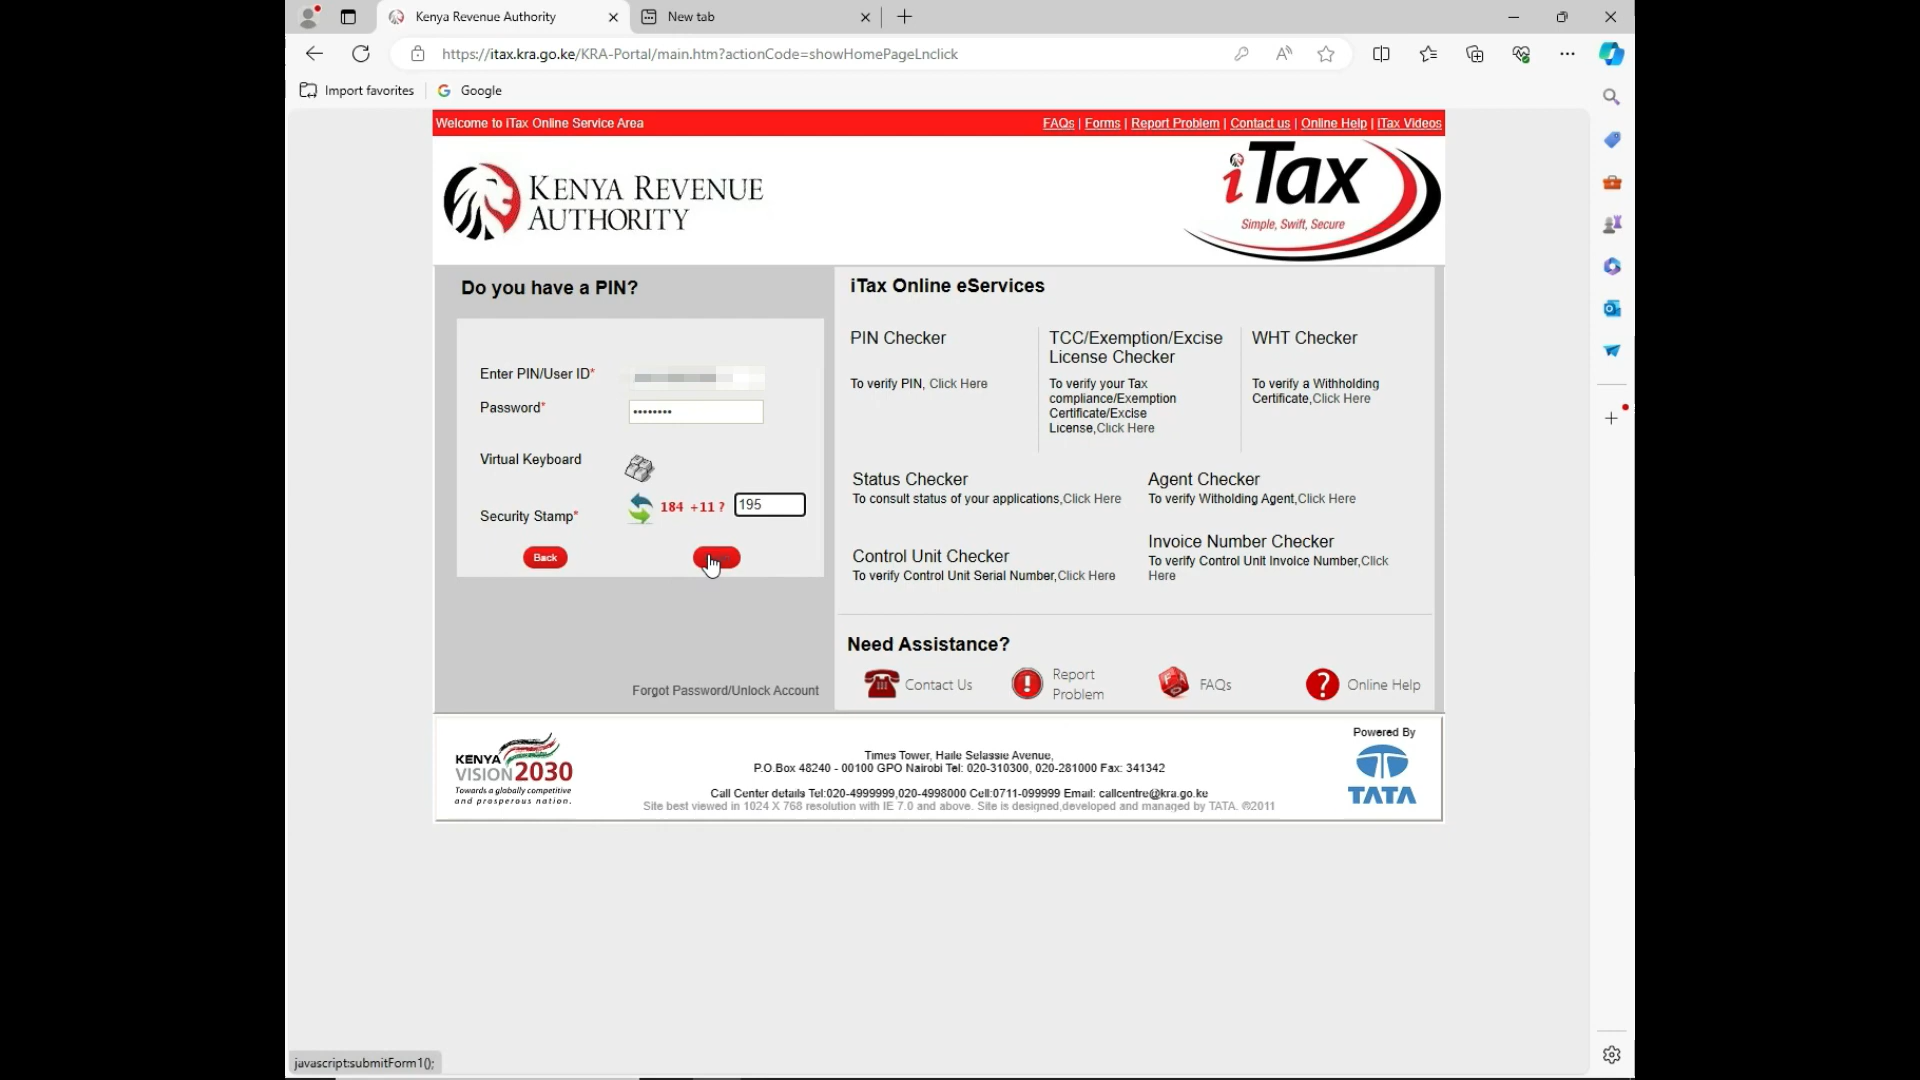 Kenya Revenue Authority
New tab
https://itax.kra.go.ke/KRA-Portal/main.htm?actionCode=showHomePageLnclick
Import favorites
Google
Welcome to iTax Online Service Area
FAQs | Forms | Report Problem | Contact us | Online Help | iTax Videos
KENYA REVENUE
AUTHORITY
iTax
Simple, Swift, Secure
Do you have a PIN?
Enter PIN/User ID*
Password*
••••••••
Virtual Keyboard
Security Stamp*
184 +11 ?
195
Back
Forgot Password/Unlock Account
iTax Online eServices
PIN Checker
To verify PIN, Click Here
TCC/Exemption/Excise
License Checker
To verify your Tax
compliance/Exemption
Certificate/Excise
License,Click Here
WHT Checker
To verify a Withholding
Certificate,Click Here
Status Checker
To consult status of your applications,Click Here
Agent Checker
To verify Witholding Agent,Click Here
Control Unit Checker
To verify Control Unit Serial Number,Click Here
Invoice Number Checker
To verify Control Unit Invoice Number,Click
Here
Need Assistance?
Contact Us
Report
Problem
FAQs
Online Help
KENYA
VISION 2030
Towards a globally competitive
and prosperous nation.
Times Tower, Haile Selassie Avenue,
P.O.Box 48240 - 00100 GPO Nairobi Tel: 020-310300, 020-281000 Fax: 341342
Call Center details Tel:020-4999999,020-4998000 Cell:0711-099999 Email: callcentre@kra.go.ke
Site best viewed in 1024 X 768 resolution with IE 7.0 and above. Site is designed,developed and managed by TATA. ©2011
Powered By
TATA
javascript:submitForm1();